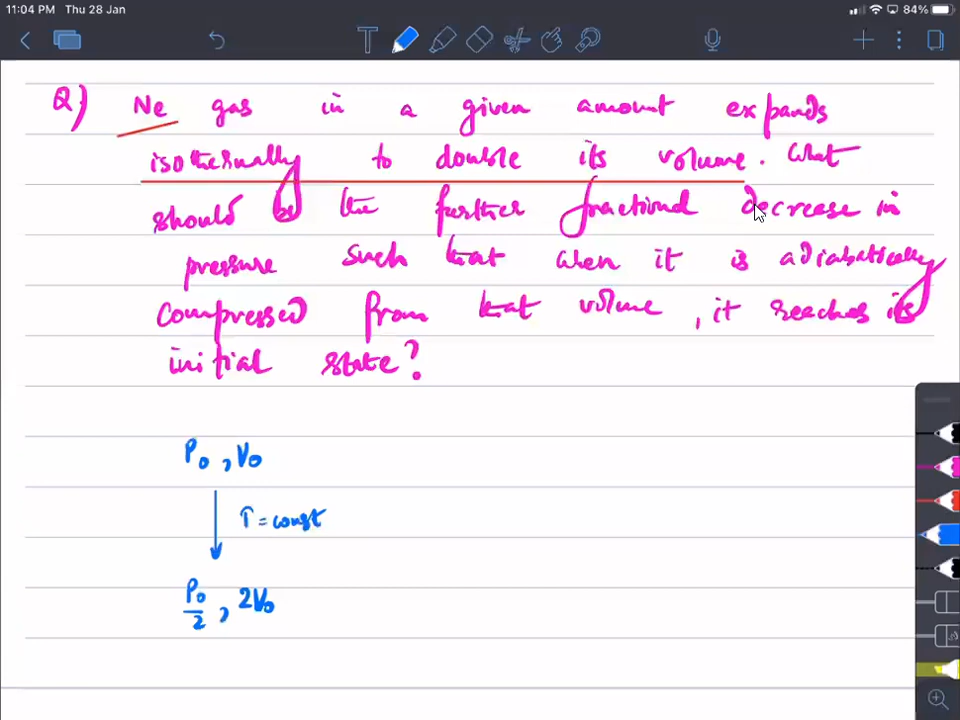 11:04 PM Thu 28 Jan 84%
Q) Ne gas in a given amount expands
isothermally to double its volume. What
should be the further fractional decrease in
pressure such that when it is adiabatically
compressed from that volume, it reaches its
initial state?
P₀, V₀
T = const
P₀/2, 2V₀